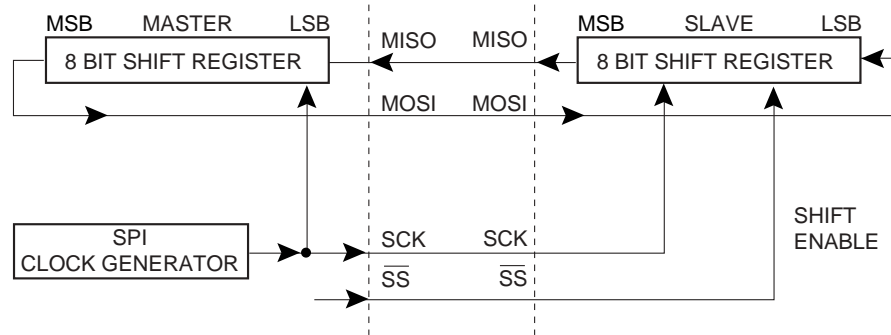 MSB MASTER LSB
MISO MISO
MSB SLAVE LSB
8 BIT SHIFT REGISTER
8 BIT SHIFT REGISTER
MOSI MOSI
SPI
CLOCK GENERATOR
SCK SCK
SS SS
SHIFT
ENABLE